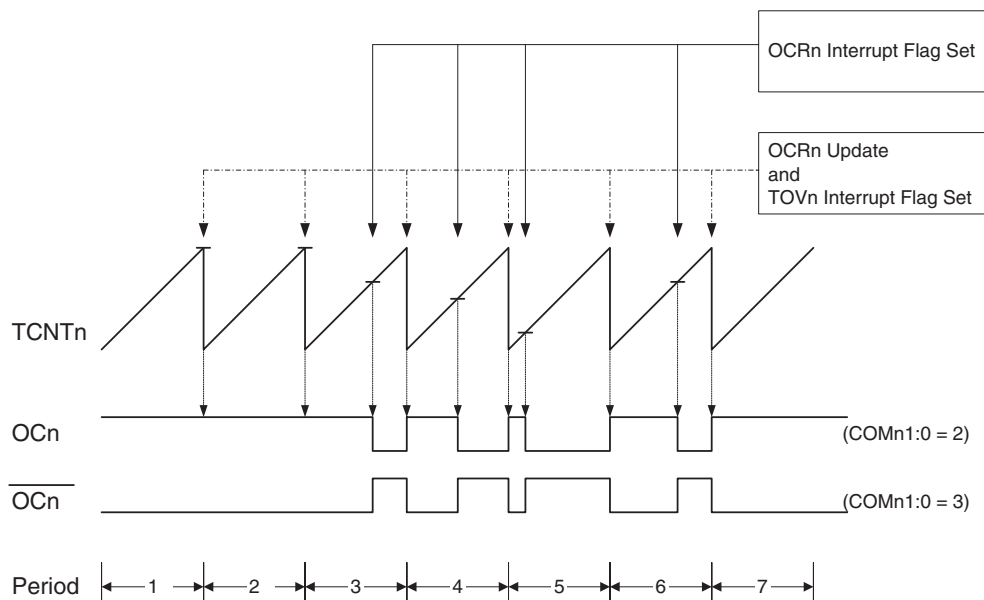 OCRn Interrupt Flag Set
OCRn Update
and
TOVn Interrupt Flag Set
TCNTn
OCn
(COMn1:0 = 2)
OCn
(COMn1:0 = 3)
Period
1
2
3
4
5
6
7